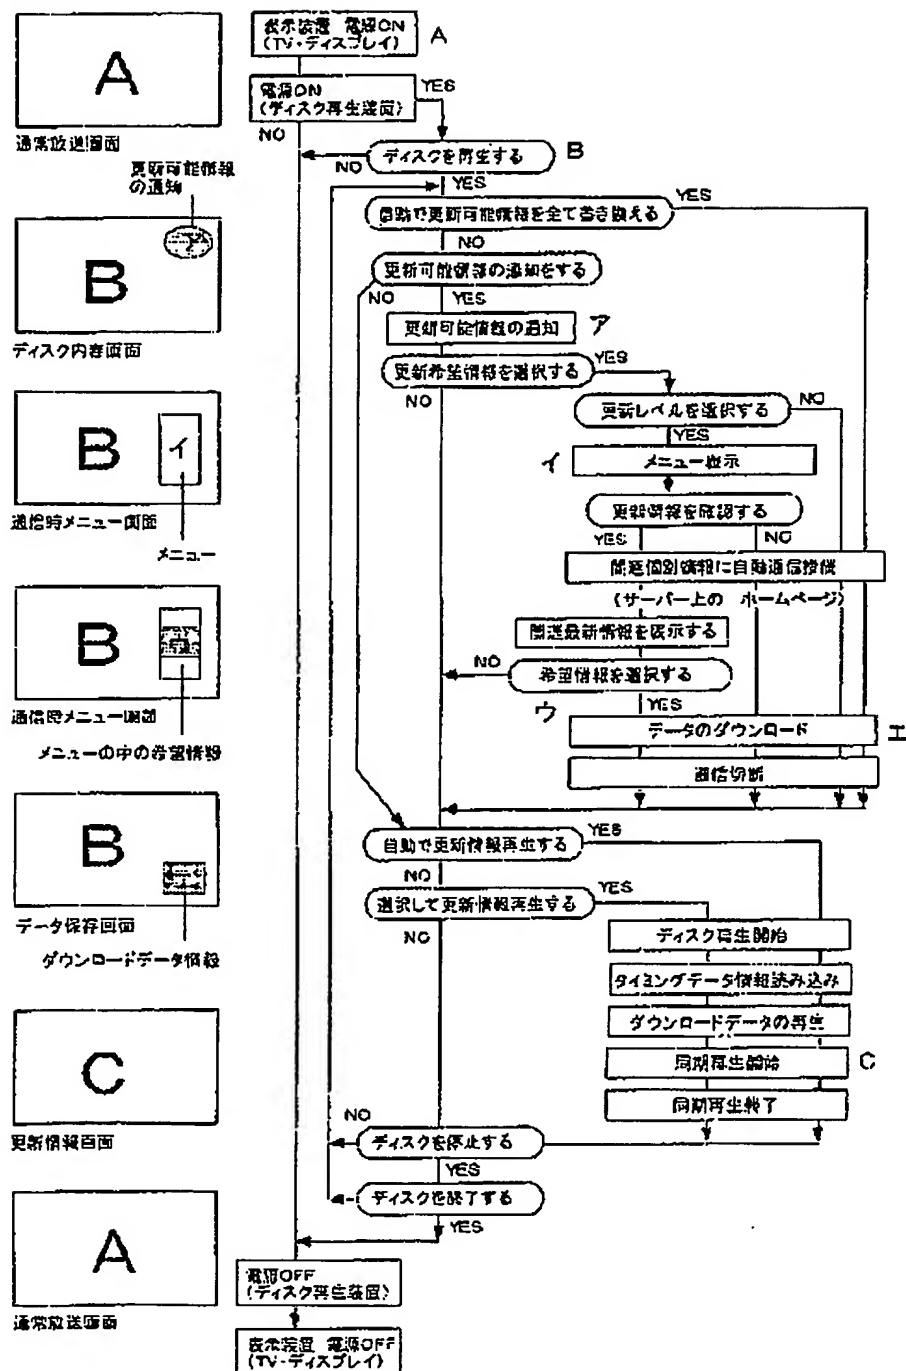 A
通常放送画面
更新可能情報
の通知
B
ディスク内容画面
B
イ
通信時メニュー画面
メニュー
B
通信時メニュー画面
メニューの中の希望情報
B
データ保存画面
ダウンロードデータ情報
C
更新情報画面
A
通常放送画面
表示装置 電源ON
(TV・ディスプレイ)
A
電源ON
(ディスク再生装置)
YES
NO
ディスクを再生する
B
NO
YES
自動で更新可能情報を全て書き換える
YES
NO
更新可能情報の通知をする
NO
YES
更新可能情報の通知
ア
更新希望情報を選択する
YES
NO
更新レベルを選択する
NO
YES
イ
メニュー表示
更新情報を確認する
YES
NO
関連個別情報に自動通信接続
(サーバー上の ホームページ)
関連最新情報を表示する
NO
希望情報を選択する
ウ
YES
データのダウンロード
エ
通信切断
自動で更新情報再生する
YES
NO
選択して更新情報再生する
YES
NO
ディスク再生開始
タイミングデータ情報読み込み
ダウンロードデータの再生
同期再生開始
C
同期再生終了
NO
ディスクを停止する
YES
ディスクを終了する
YES
電源OFF
(ディスク再生装置)
表示装置 電源OFF
(TV・ディスプレイ)